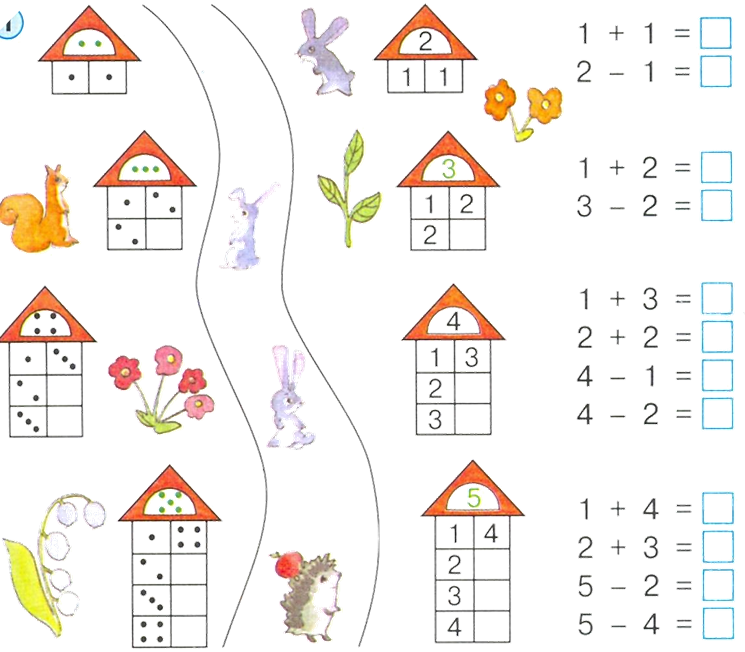 1
2
1 1
1 + 1 =
2 - 1 =
3
1 2
2
1 + 2 =
3 - 2 =
4
1 3
2
3
1 + 3 =
2 + 2 =
4 - 1 =
4 - 2 =
5
1 4
2
3
4
1 + 4 =
2 + 3 =
5 - 2 =
5 - 4 =